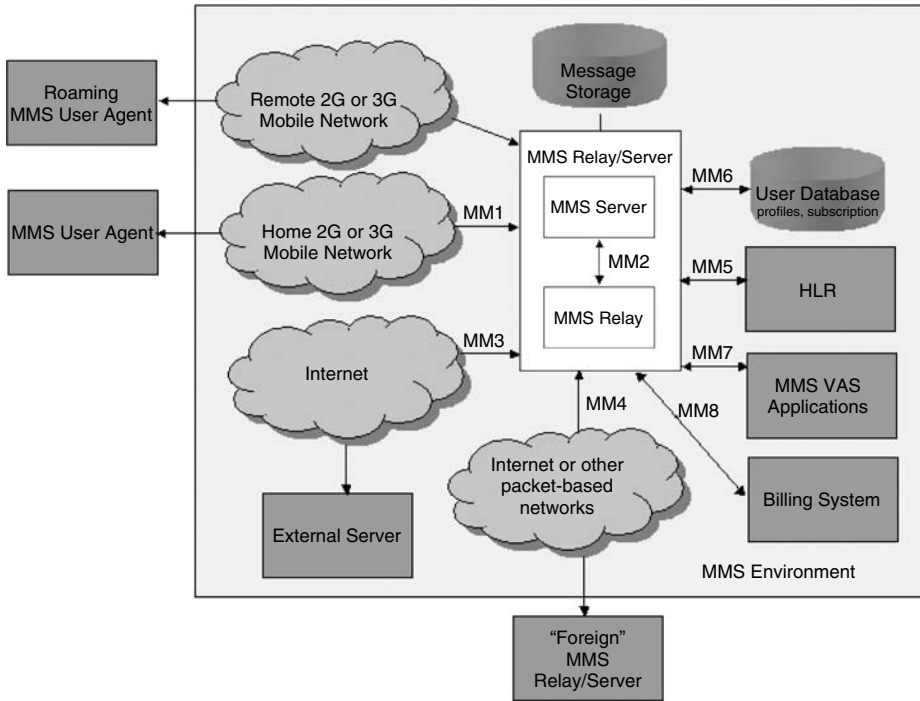 Roaming
MMS User Agent
Remote 2G or 3G
Mobile Network
Message
Storage
MMS Relay/Server
MMS Server
MM2
MMS Relay
MM6
User Database
profiles, subscription
MMS User Agent
Home 2G or 3G
Mobile Network
MM1
MM5
HLR
Internet
MM3
MM7
MMS VAS
Applications
MM4
MM8
Internet or other
packet-based
networks
Billing System
External Server
MMS Environment
“Foreign”
MMS
Relay/Server